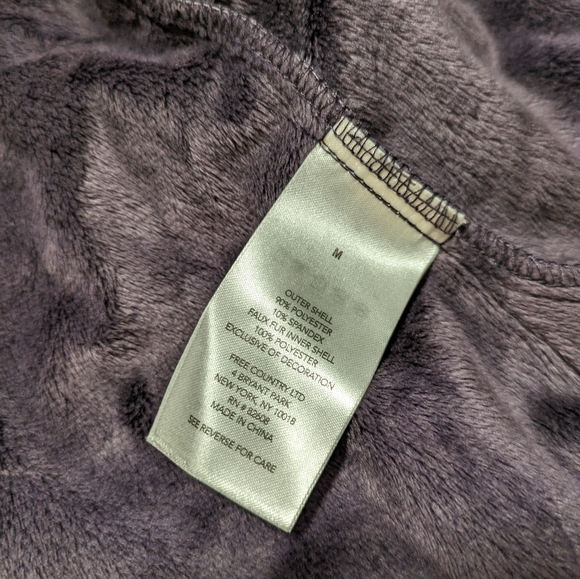 M
OUTER SHELL
90% POLYESTER
10% SPANDEX
FAUX FUR INNER SHELL
100% POLYESTER
EXCLUSIVE OF DECORATION
FREE COUNTRY LTD
4 BRYANT PARK
NEW YORK, NY 10018
RN # 82608
MADE IN CHINA
SEE REVERSE FOR CARE